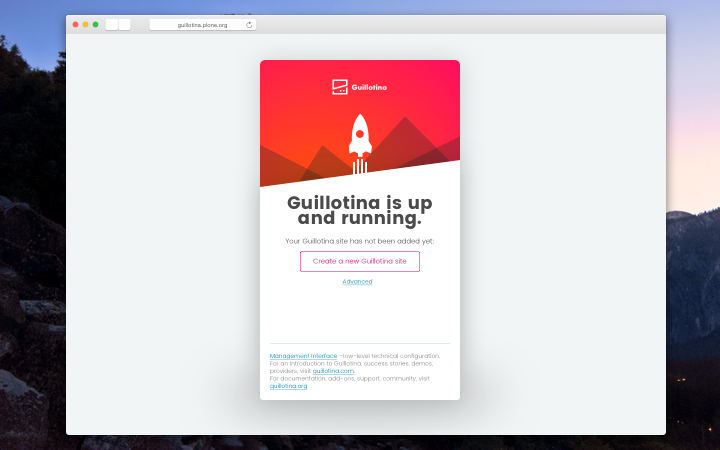 guillotina.plone.org
Guillotina
Guillotina is up
and running.
Your Guillotina site has not been added yet:
Create a new Guillotina site
Advanced
Management Interface -low-level technical configuration.
For an introduction to Guillotina, success stories, demos,
providers, visit guillotina.com.
For documentation, add-ons, support, community, visit
guillotina.org